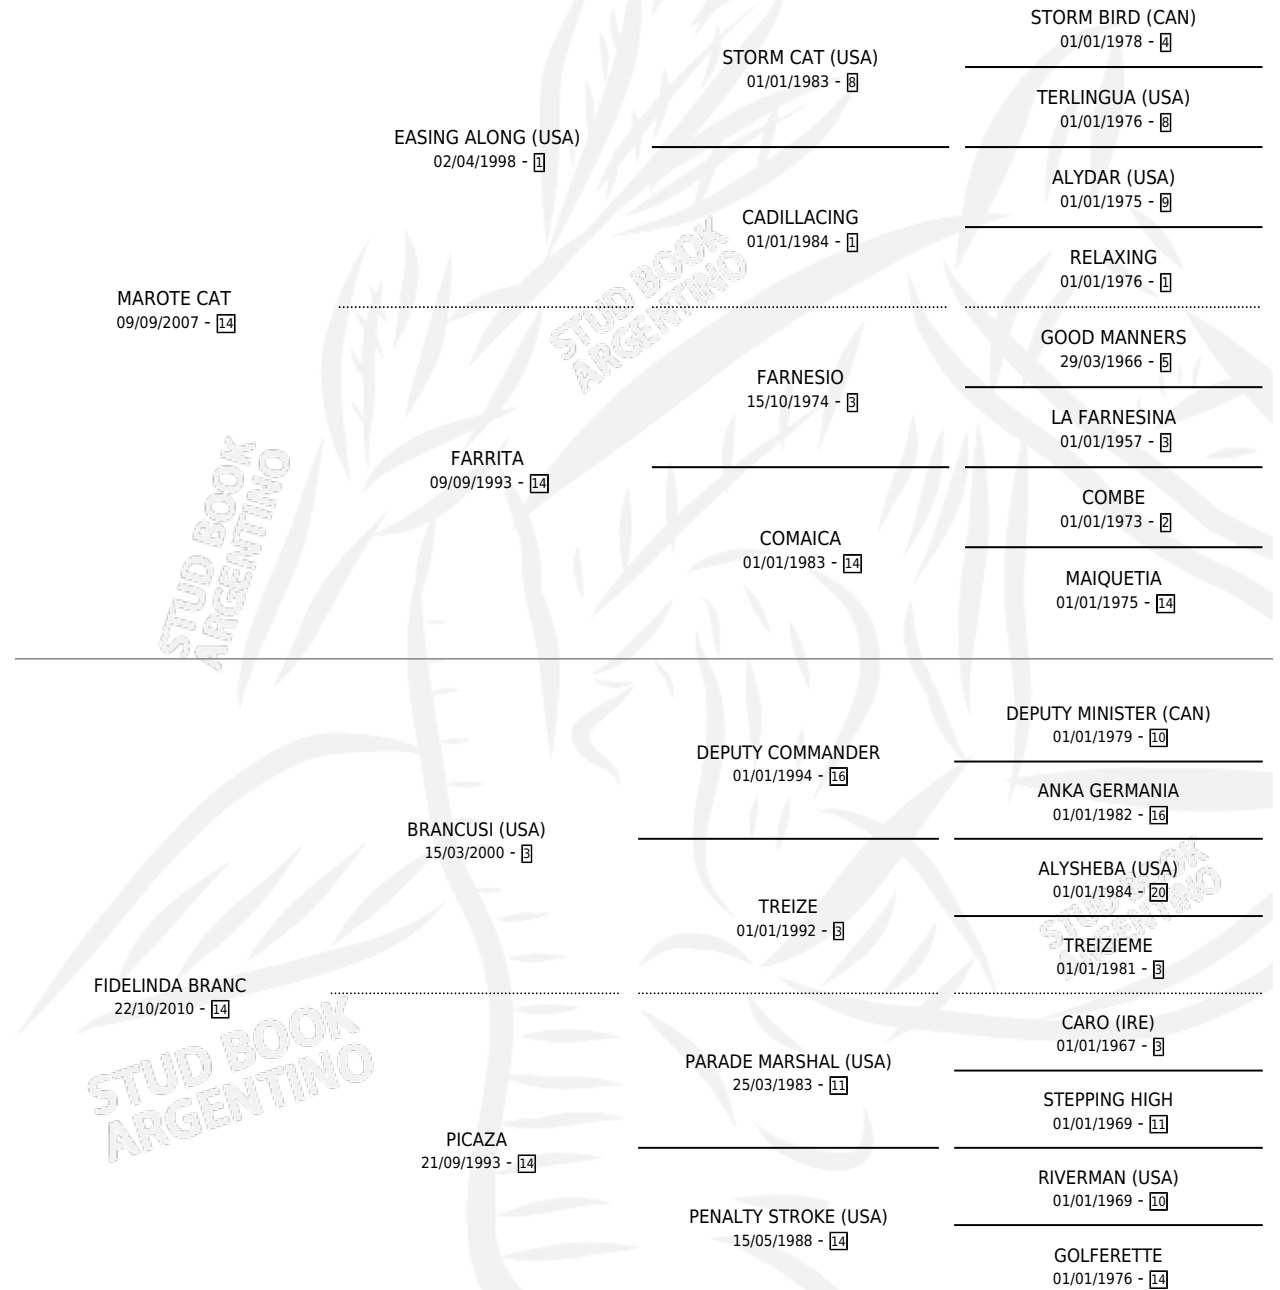 STORM BIRD (CAN)
01/01/1978 - 4
STORM CAT (USA)
01/01/1983 - 8
TERLINGUA (USA)
01/01/1976 - 8
EASING ALONG (USA)
02/04/1998 - 1
ALYDAR (USA)
01/01/1975 - 9
CADILLACING
01/01/1984 - 1
RELAXING
01/01/1976 - 1
MAROTE CAT
09/09/2007 - 14
GOOD MANNERS
29/03/1966 - 5
FARNESIO
15/10/1974 - 3
LA FARNESINA
01/01/1957 - 3
FARRITA
09/09/1993 - 14
COMBE
01/01/1973 - 2
COMAICA
01/01/1983 - 14
MAIQUETIA
01/01/1975 - 14
DEPUTY MINISTER (CAN)
01/01/1979 - 10
DEPUTY COMMANDER
01/01/1994 - 16
ANKA GERMANIA
01/01/1982 - 16
BRANCUSI (USA)
15/03/2000 - 3
ALYSHEBA (USA)
01/01/1984 - 20
TREIZE
01/01/1992 - 3
TREIZIEME
01/01/1981 - 3
FIDELINDA BRANC
22/10/2010 - 14
CARO (IRE)
01/01/1967 - 3
PARADE MARSHAL (USA)
25/03/1983 - 11
STEPPING HIGH
01/01/1969 - 11
PICAZA
21/09/1993 - 14
RIVERMAN (USA)
01/01/1969 - 10
PENALTY STROKE (USA)
15/05/1988 - 14
GOLFERETTE
01/01/1976 - 14
STUD BOOK
ARGENTINO
STUD BOOK
ARGENTINO
STUD BOOK
ARGENTINO
STUD BOOK
ARGENTINO